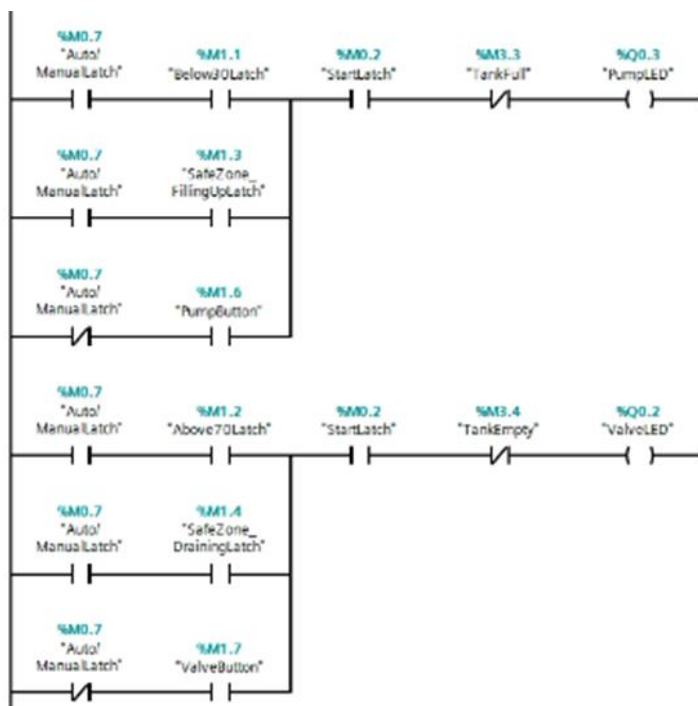 %M0.7
"Auto/
ManualLatch"
%M1.1
"Below30Latch"
%M0.2
"StartLatch"
%M3.3
"TankFull"
%Q0.3
"PumpLED"
%M0.7
"Auto/
ManualLatch"
%M1.3
"SafeZone_
FillingUpLatch"
%M0.7
"Auto/
ManualLatch"
%M1.6
"PumpButton"
%M0.7
"Auto/
ManualLatch"
%M1.2
"Above70Latch"
%M0.2
"StartLatch"
%M3.4
"TankEmpty"
%Q0.2
"ValveLED"
%M0.7
"Auto/
ManualLatch"
%M1.4
"SafeZone_
DrainingLatch"
%M0.7
"Auto/
ManualLatch"
%M1.7
"ValveButton"